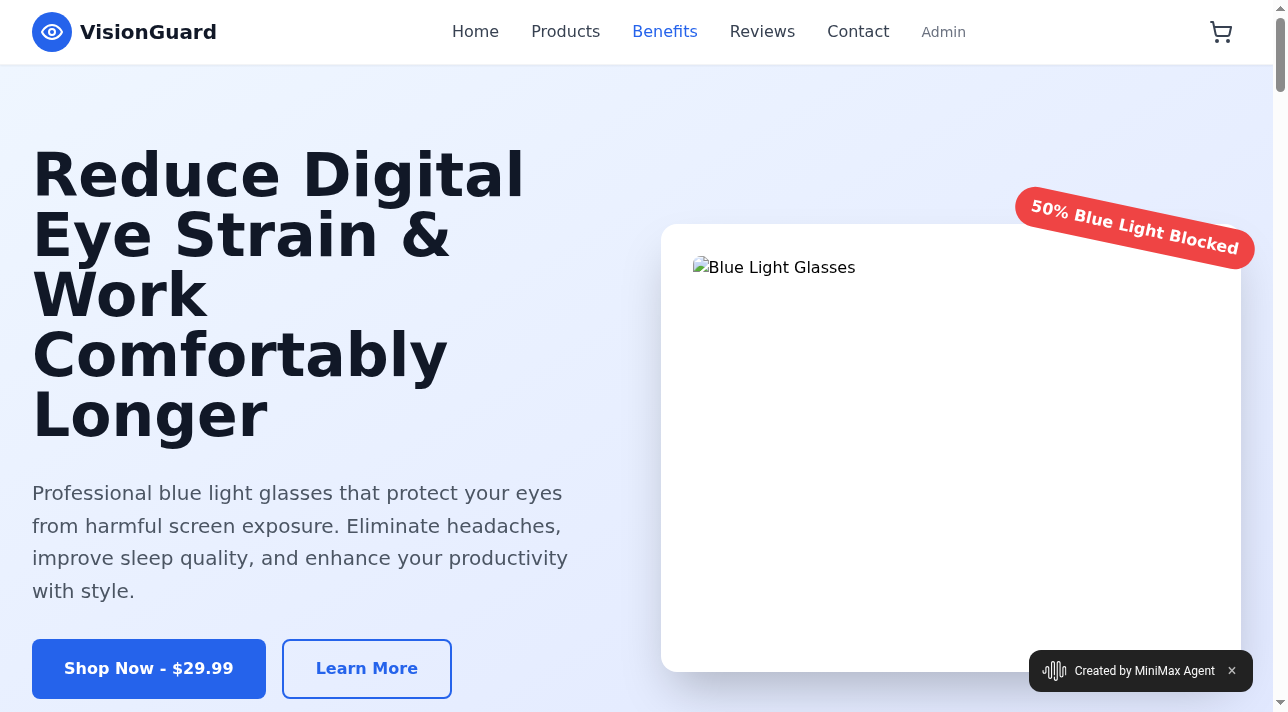 VisionGuard
Home
Products
Benefits
Reviews
Contact
Admin
Reduce Digital
Eye Strain &
Work
Comfortably
Longer
Professional blue light glasses that protect your eyes
from harmful screen exposure. Eliminate headaches,
improve sleep quality, and enhance your productivity
with style.
Shop Now - $29.99
Learn More
50% Blue Light Blocked
Blue Light Glasses
Created by MiniMax Agent